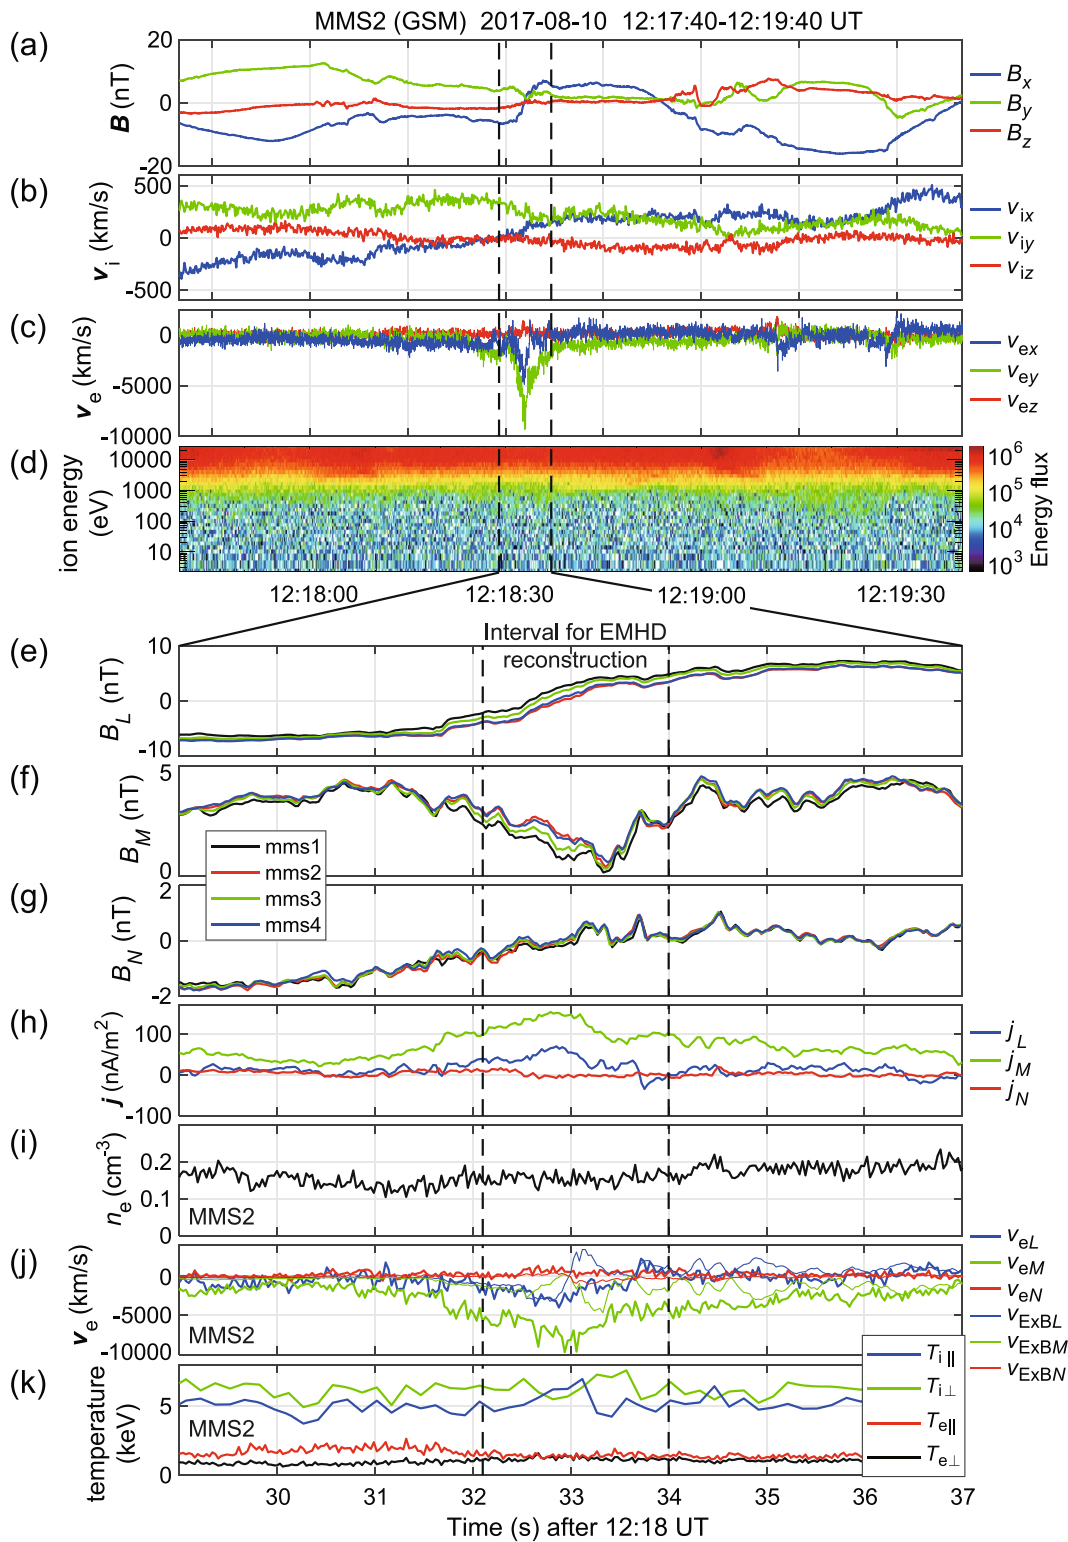 MMS2 (GSM) 2017-08-10 12:17:40-12:19:40 UT
(a)
B (nT)
20
0
-20
Bx
By
Bz
(b)
vi (km/s)
500
0
-500
vix
viy
viz
(c)
ve (km/s)
0
-5000
-10000
vex
vey
vez
(d)
ion energy
(eV)
10000
1000
100
10
10^6
10^5
10^4
10^3
Energy flux
12:18:00
12:18:30
12:19:00
12:19:30
Interval for EMHD
reconstruction
(e)
BL (nT)
10
0
-10
(f)
BM (nT)
5
0
mms1
mms2
mms3
mms4
(g)
BN (nT)
2
0
-2
(h)
j (nA/m^2)
100
0
-100
jL
jM
jN
(i)
ne (cm^-3)
0.2
0.1
0
MMS2
(j)
ve (km/s)
0
-5000
-10000
MMS2
veL
veM
veN
vExBL
vExBM
vExBN
(k)
temperature
(keV)
5
0
MMS2
Ti||
Ti⊥
Te||
Te⊥
30
31
32
33
34
35
36
37
Time (s) after 12:18 UT